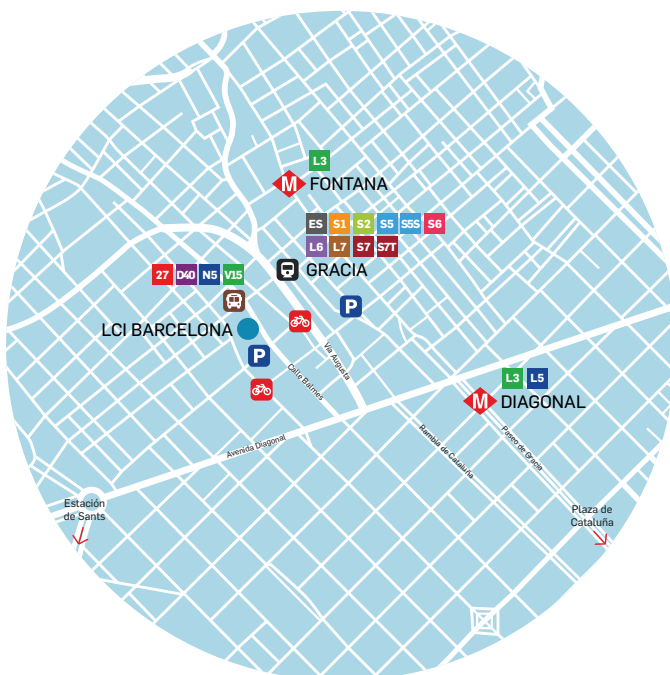 L3
M FONTANA
ES S1 S2 S5 S5S S6
L6 L7 S7 S7T
GRACIA
27 D40 N5 V15
P
LCI BARCELONA
P
Vía Augusta
Calle Balmes
L3 L5
M DIAGONAL
Avenida Diagonal
Rambla de Cataluña
Paseo de Gracia
Estación
de Sants
Plaza de
Cataluña